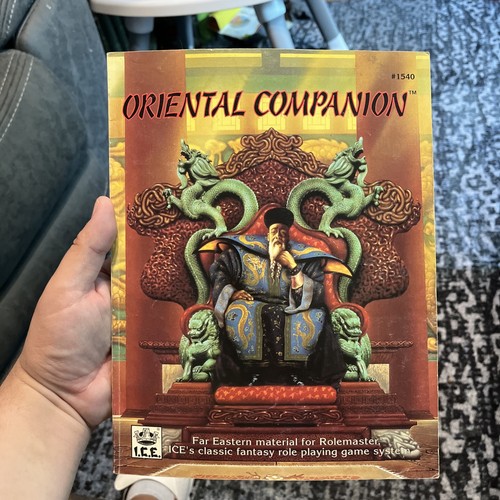 #1540
ORIENTAL COMPANION™
Far Eastern material for Rolemaster,
ICE's classic fantasy role playing game system.
I.C.E.